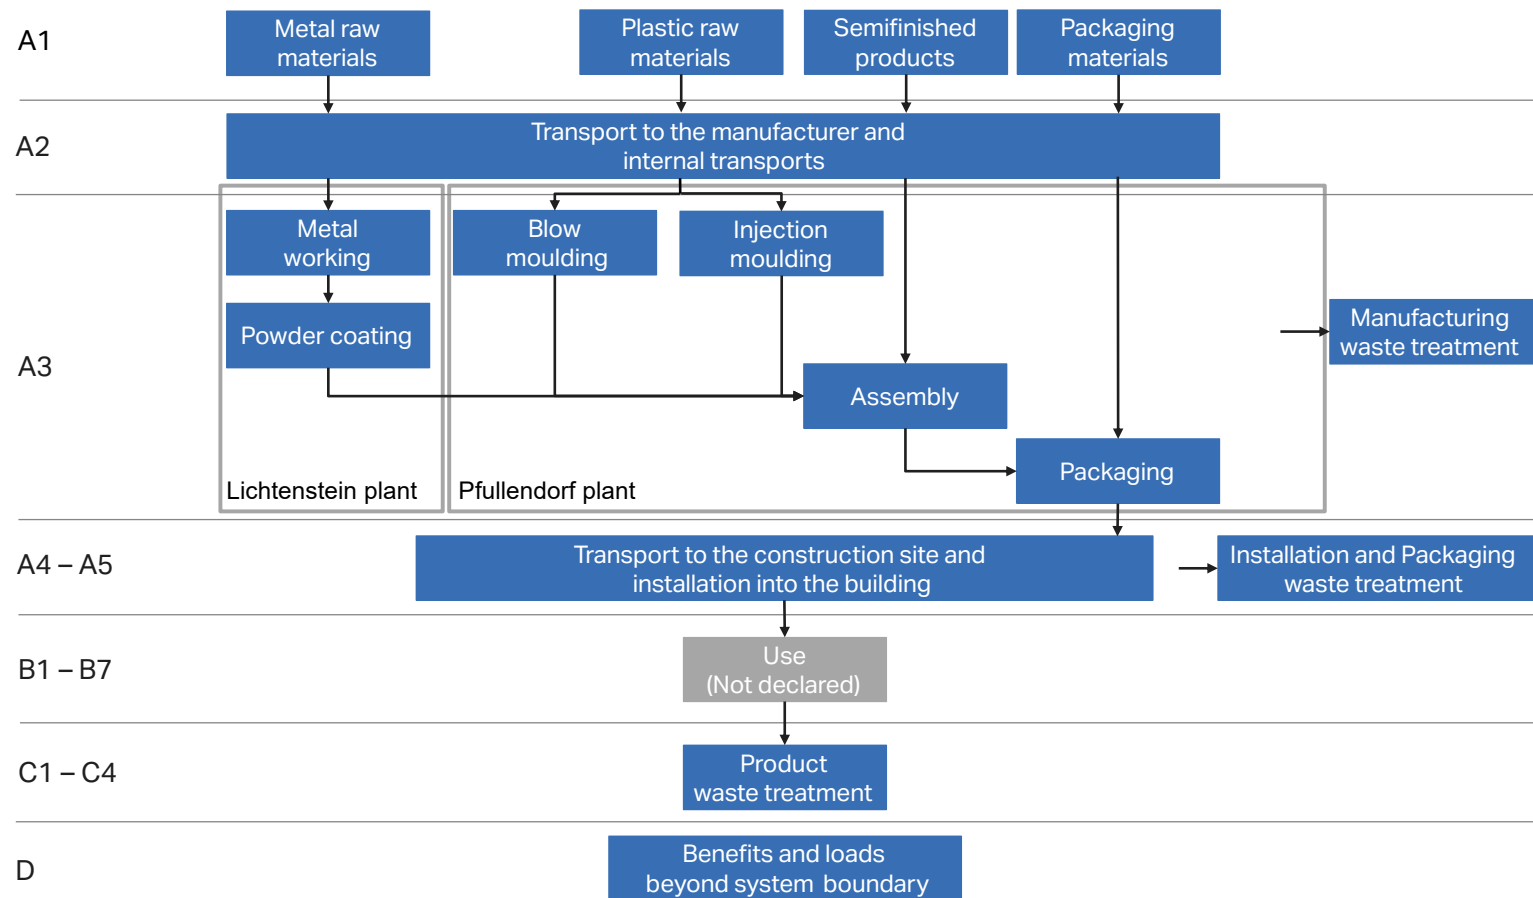 A1
Metal raw
materials
Plastic raw
materials
Semifinished
products
Packaging
materials
A2
Transport to the manufacturer and
internal transports
A3
Metal
working
Blow
moulding
Injection
moulding
Powder coating
Manufacturing
waste treatment
Assembly
Packaging
Lichtenstein plant
Pfullendorf plant
A4 – A5
Transport to the construction site and
installation into the building
Installation and Packaging
waste treatment
B1 – B7
Use
(Not declared)
C1 – C4
Product
waste treatment
D
Benefits and loads
beyond system boundary